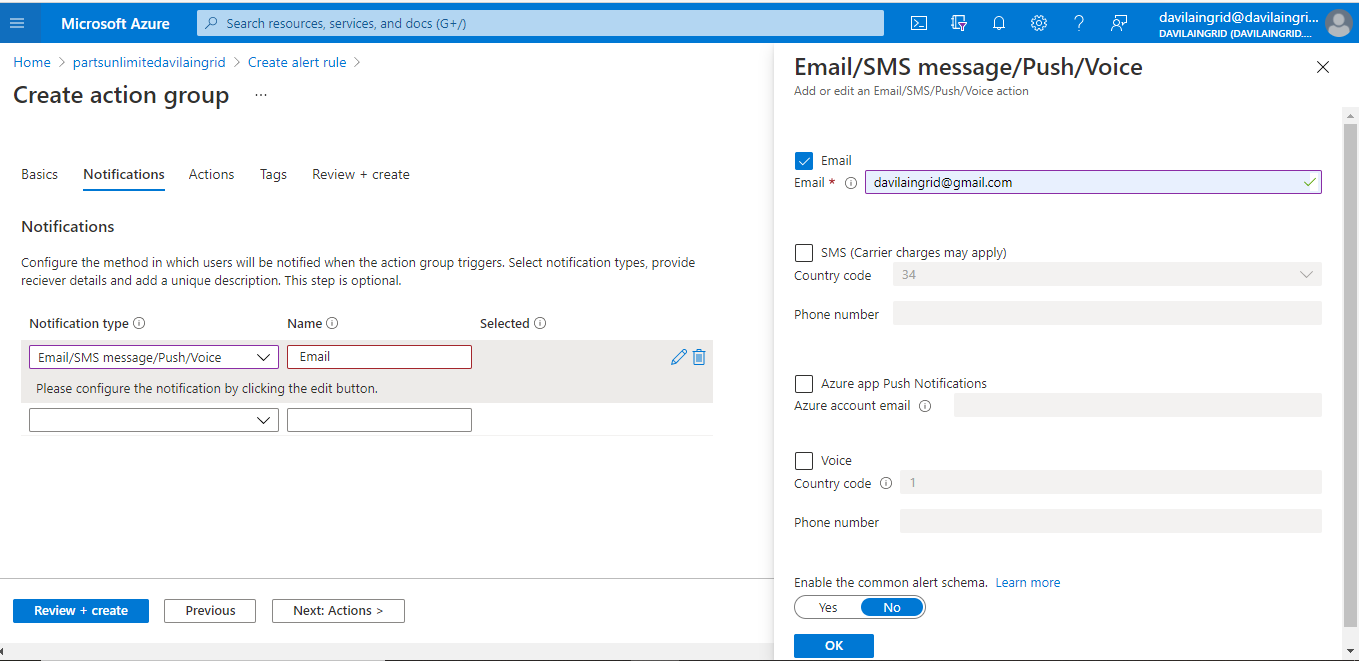 Microsoft Azure
Search resources, services, and docs (G+/)
davilaingrid@davilaingri...
DAVILAINGRID (DAVILAINGRID....
Home > partsunlimiteddavilaingrid > Create alert rule >
Create action group ...
Basics Notifications Actions Tags Review + create
Notifications
Configure the method in which users will be notified when the action group triggers. Select notification types, provide
reciever details and add a unique description. This step is optional.
Notification type Name Selected
Email/SMS message/Push/Voice Email
Please configure the notification by clicking the edit button.
Review + create Previous Next: Actions >
Email/SMS message/Push/Voice
Add or edit an Email/SMS/Push/Voice action
Email
Email * davilaingrid@gmail.com
SMS (Carrier charges may apply)
Country code 34
Phone number
Azure app Push Notifications
Azure account email
Voice
Country code 1
Phone number
Enable the common alert schema. Learn more
Yes No
OK